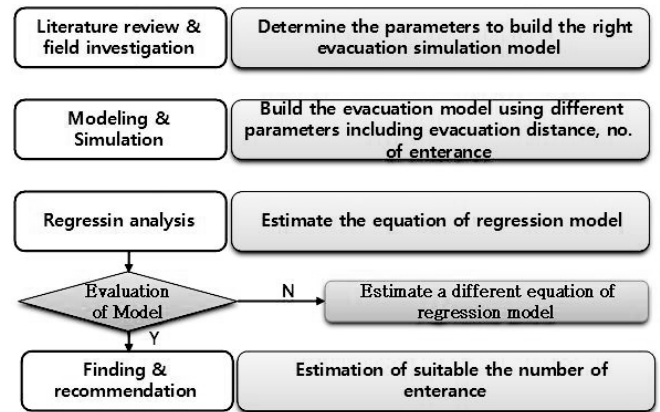 Literature review &
field investigation
Determine the parameters to build the right
evacuation simulation model
Modeling &
Simulation
Build the evacuation model using different
parameters including evacuation distance, no.
of enterance
Regressin analysis
Estimate the equation of regression model
Evaluation
of Model
N
Estimate a different equation of
regression model
Y
Finding &
recommendation
Estimation of suitable the number of
enterance